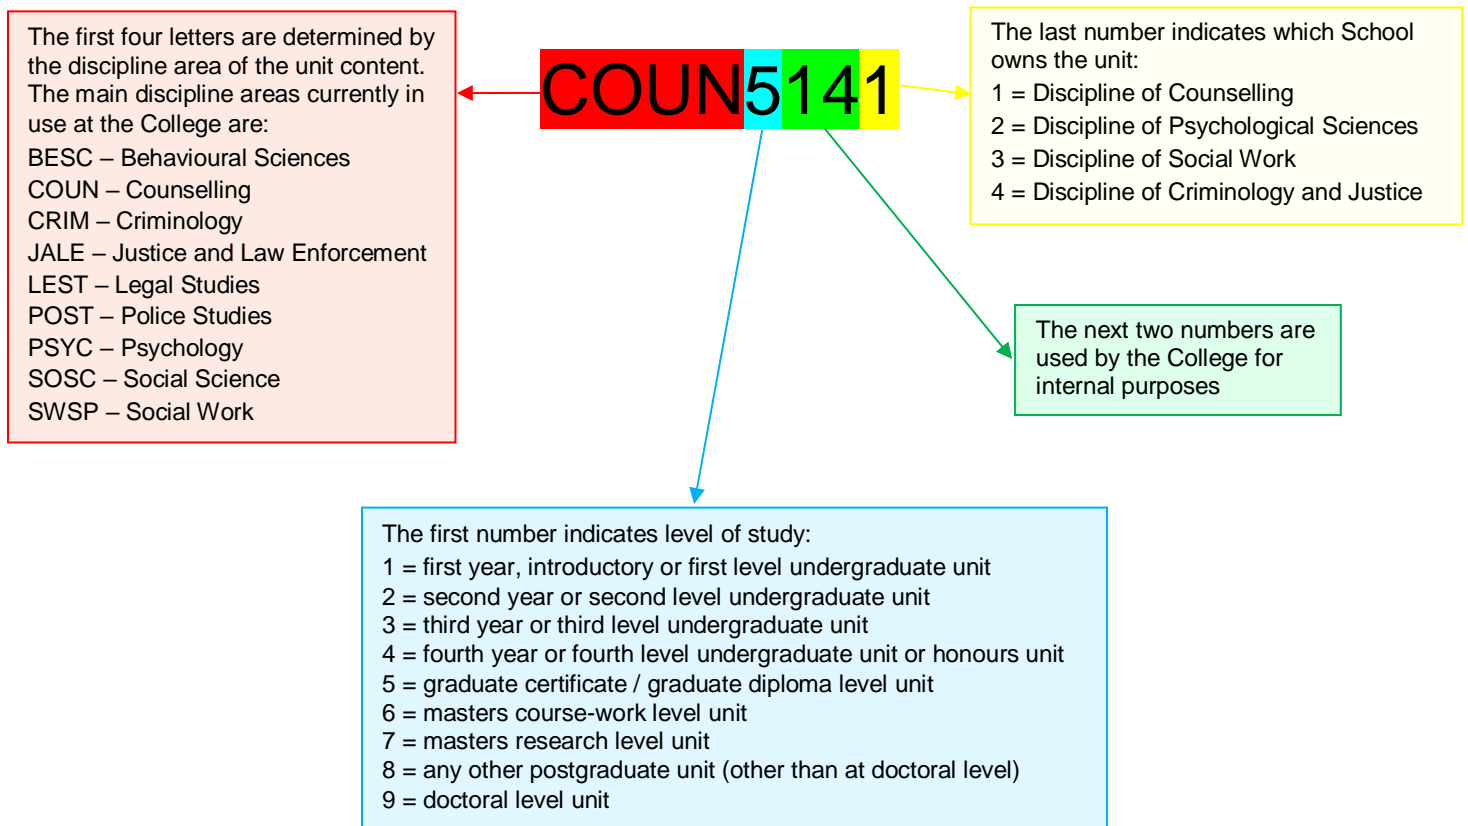 The first four letters are determined by
the discipline area of the unit content.
The main discipline areas currently in
use at the College are:
BESC – Behavioural Sciences
COUN – Counselling
CRIM – Criminology
JALE – Justice and Law Enforcement
LEST – Legal Studies
POST – Police Studies
PSYC – Psychology
SOSC – Social Science
SWSP – Social Work
COUN5141
The last number indicates which School
owns the unit:
1 = Discipline of Counselling
2 = Discipline of Psychological Sciences
3 = Discipline of Social Work
4 = Discipline of Criminology and Justice
The next two numbers are
used by the College for
internal purposes
The first number indicates level of study:
1 = first year, introductory or first level undergraduate unit
2 = second year or second level undergraduate unit
3 = third year or third level undergraduate unit
4 = fourth year or fourth level undergraduate unit or honours unit
5 = graduate certificate / graduate diploma level unit
6 = masters course-work level unit
7 = masters research level unit
8 = any other postgraduate unit (other than at doctoral level)
9 = doctoral level unit